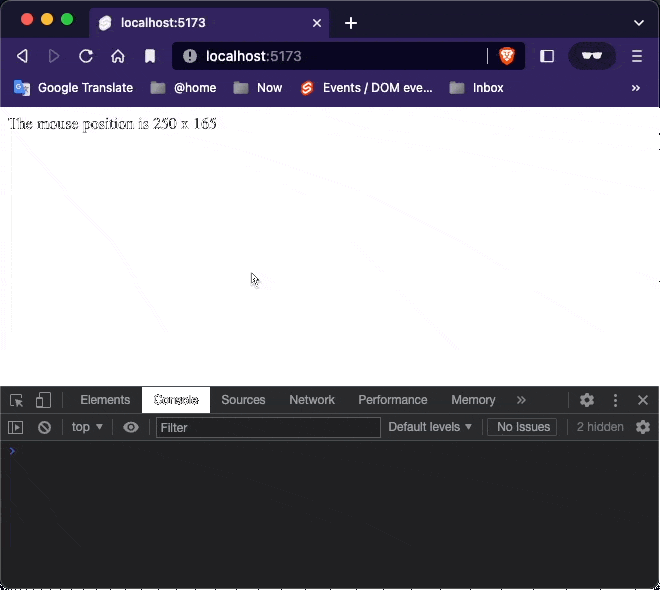 localhost:5173
localhost:5173
Google Translate @home Now Events / DOM eve... Inbox »
The mouse position is 250 x 165
Elements Console Sources Network Performance Memory »
top Filter Default levels No Issues 2 hidden